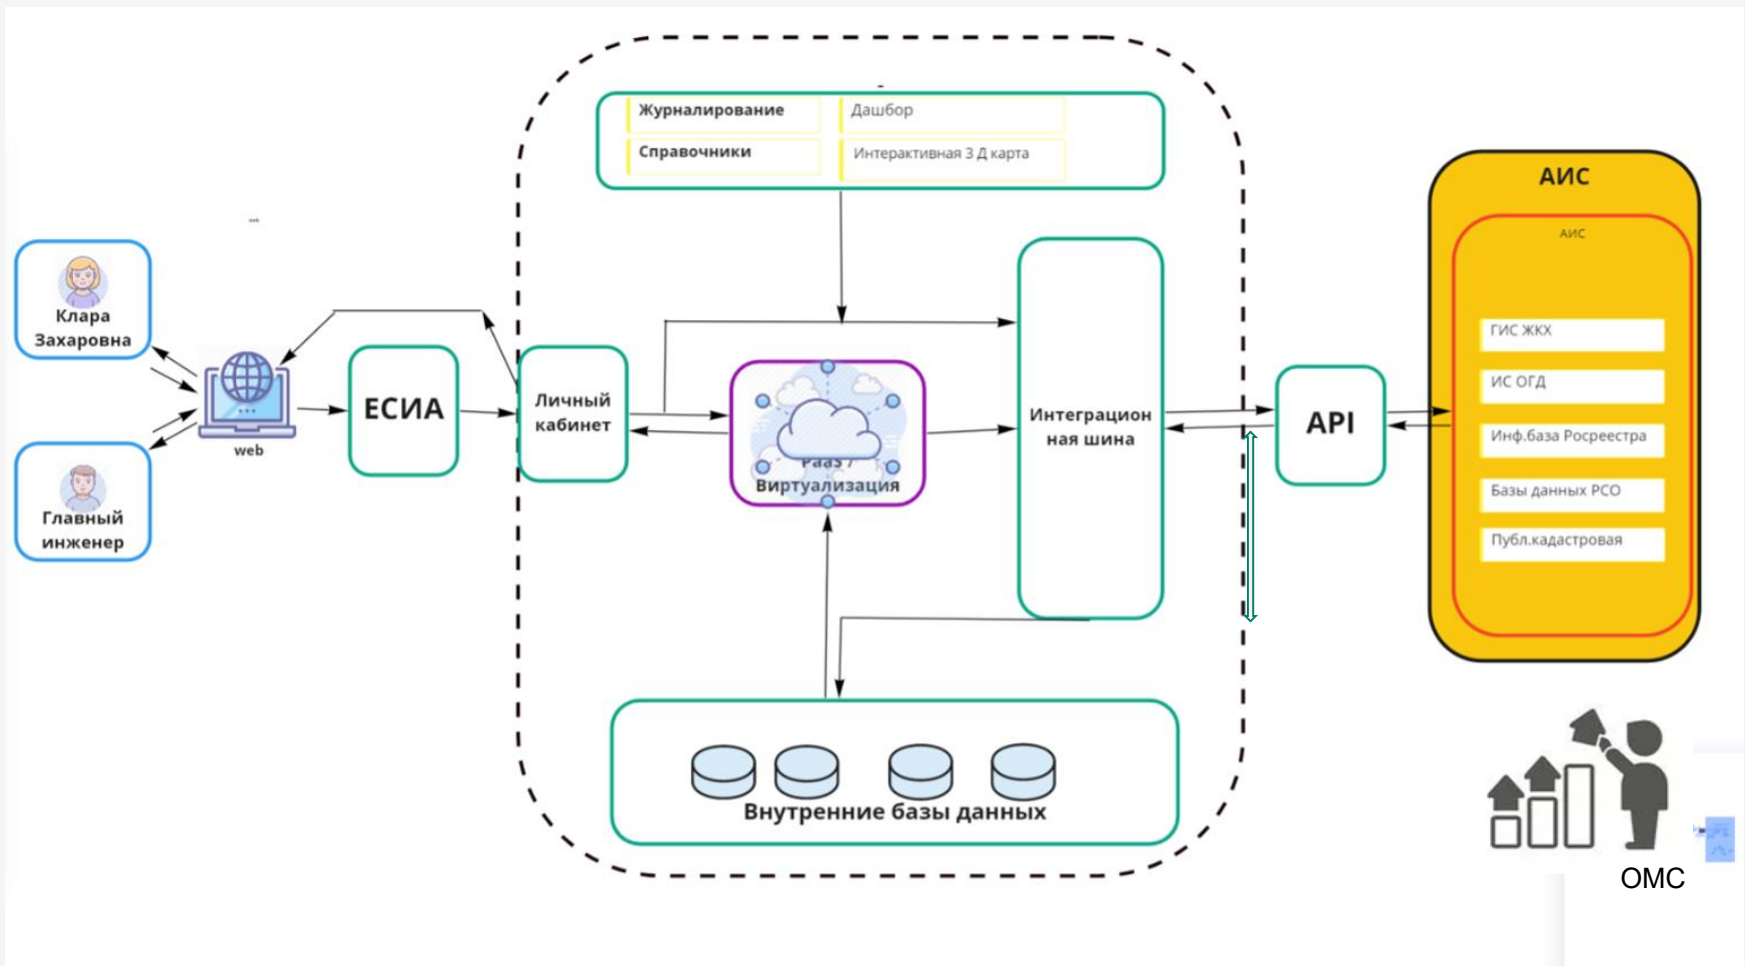 Журналирование
Дашбор
Справочники
Интерактивная 3 Д карта
АИС
АИС
Клара
Захаровна
web
ЕСИА
Личный
кабинет
PaaS /
Виртуализация
Интеграцион
ная шина
API
ГИС ЖКХ
ИС ОГД
Инф.база Росреестра
Базы данных РСО
Публ.кадастровая
Главный
инженер
Внутренние базы данных
ОМС